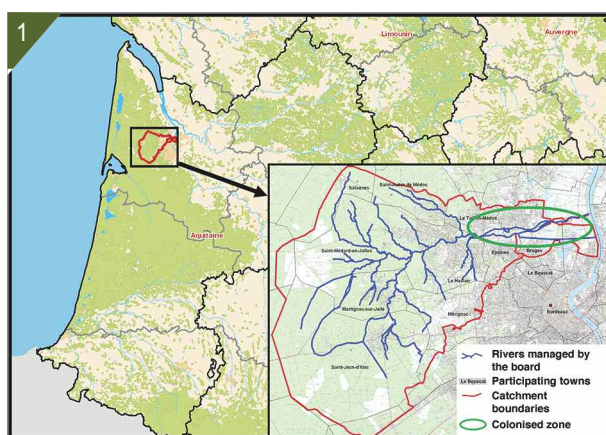 1
Limousin
Auvergne
Aquitaine
Salaunes
Saint-Aubin de Médoc
Le Taillan-Médoc
Saint-Médard-en-Jalles
Eysines
Bruges
Le Bouscat
Le Haillan
Bordeaux
Martignas-sur-Jalle
Mérignac
Saint-Jean-d'Illac
Rivers managed by
the board
Le Bouscat
Participating towns
Catchment
boundaries
Colonised zone